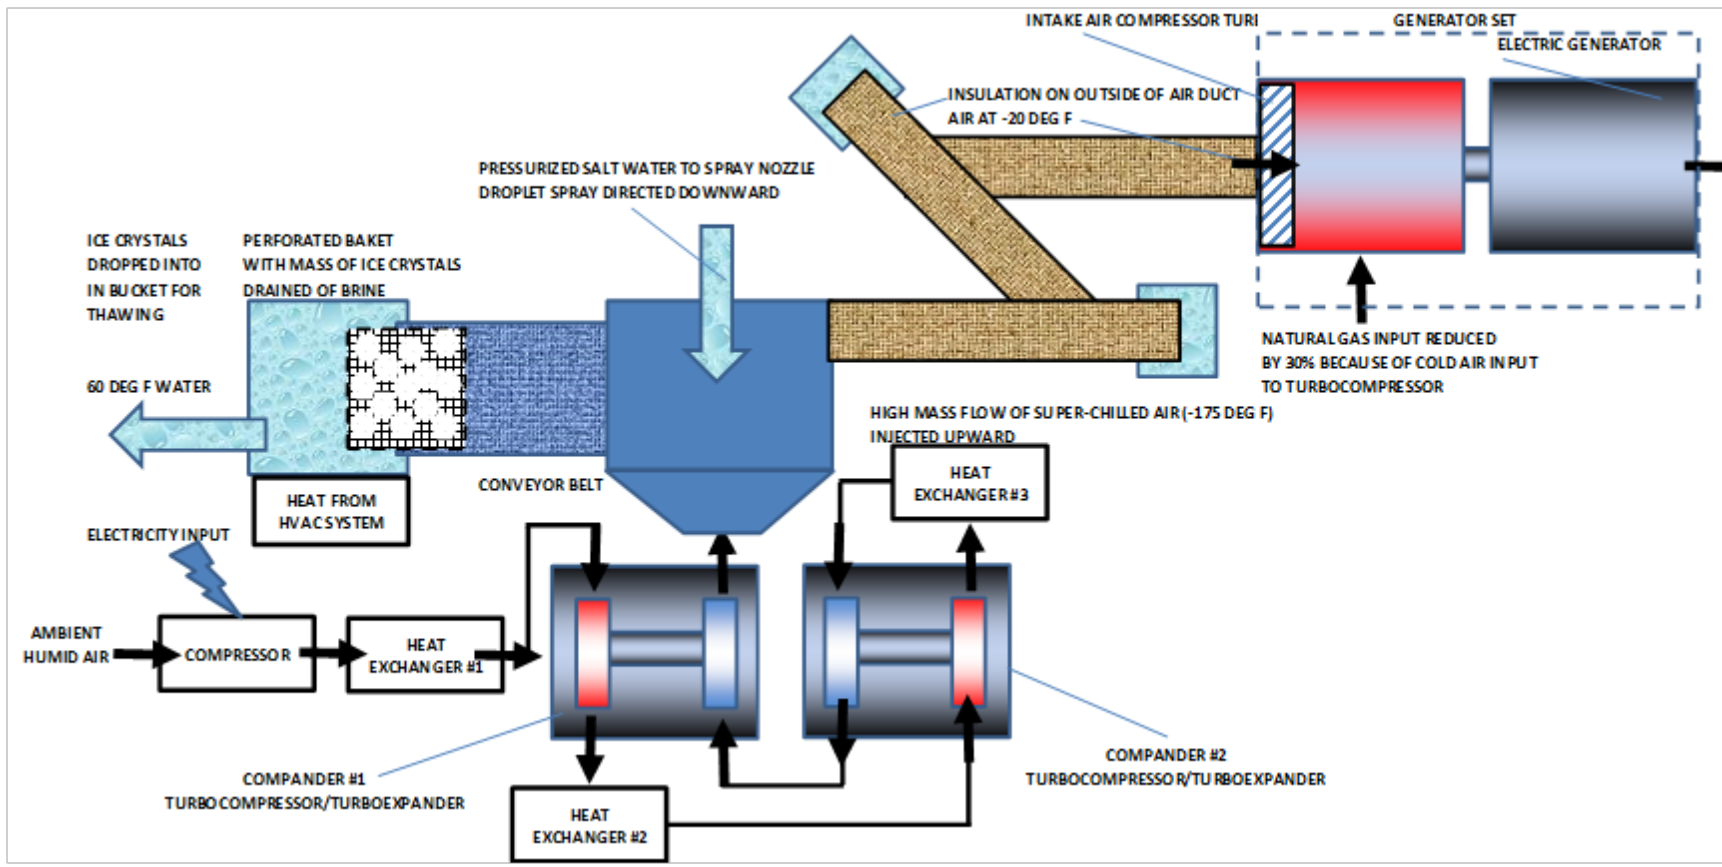 INTAKE AIR COMPRESSOR TURI
GENERATOR SET
ELECTRIC GENERATOR
INSULATION ON OUTSIDE OF AIR DUCT
AIR AT -20 DEG F
PRESSURIZED SALT WATER TO SPRAY NOZZLE
DROPLET SPRAY DIRECTED DOWNWARD
ICE CRYSTALS
DROPPED INTO
IN BUCKET FOR
THAWING
PERFORATED BAKET
WITH MASS OF ICE CRYSTALS
DRAINED OF BRINE
NATURAL GAS INPUT REDUCED
BY 30% BECAUSE OF COLD AIR INPUT
TO TURBOCOMPRESSOR
60 DEG F WATER
HIGH MASS FLOW OF SUPER-CHILLED AIR (-175 DEG F)
INJECTED UPWARD
HEAT
EXCHANGER #3
CONVEYOR BELT
HEAT FROM
HVAC SYSTEM
ELECTRICITY INPUT
AMBIENT
HUMID AIR
COMPRESSOR
HEAT
EXCHANGER #1
COMPANDER #1
TURBOCOMPRESSOR/TURBOEXPANDER
COMPANDER #2
TURBOCOMPRESSOR/TURBOEXPANDER
HEAT
EXCHANGER #2